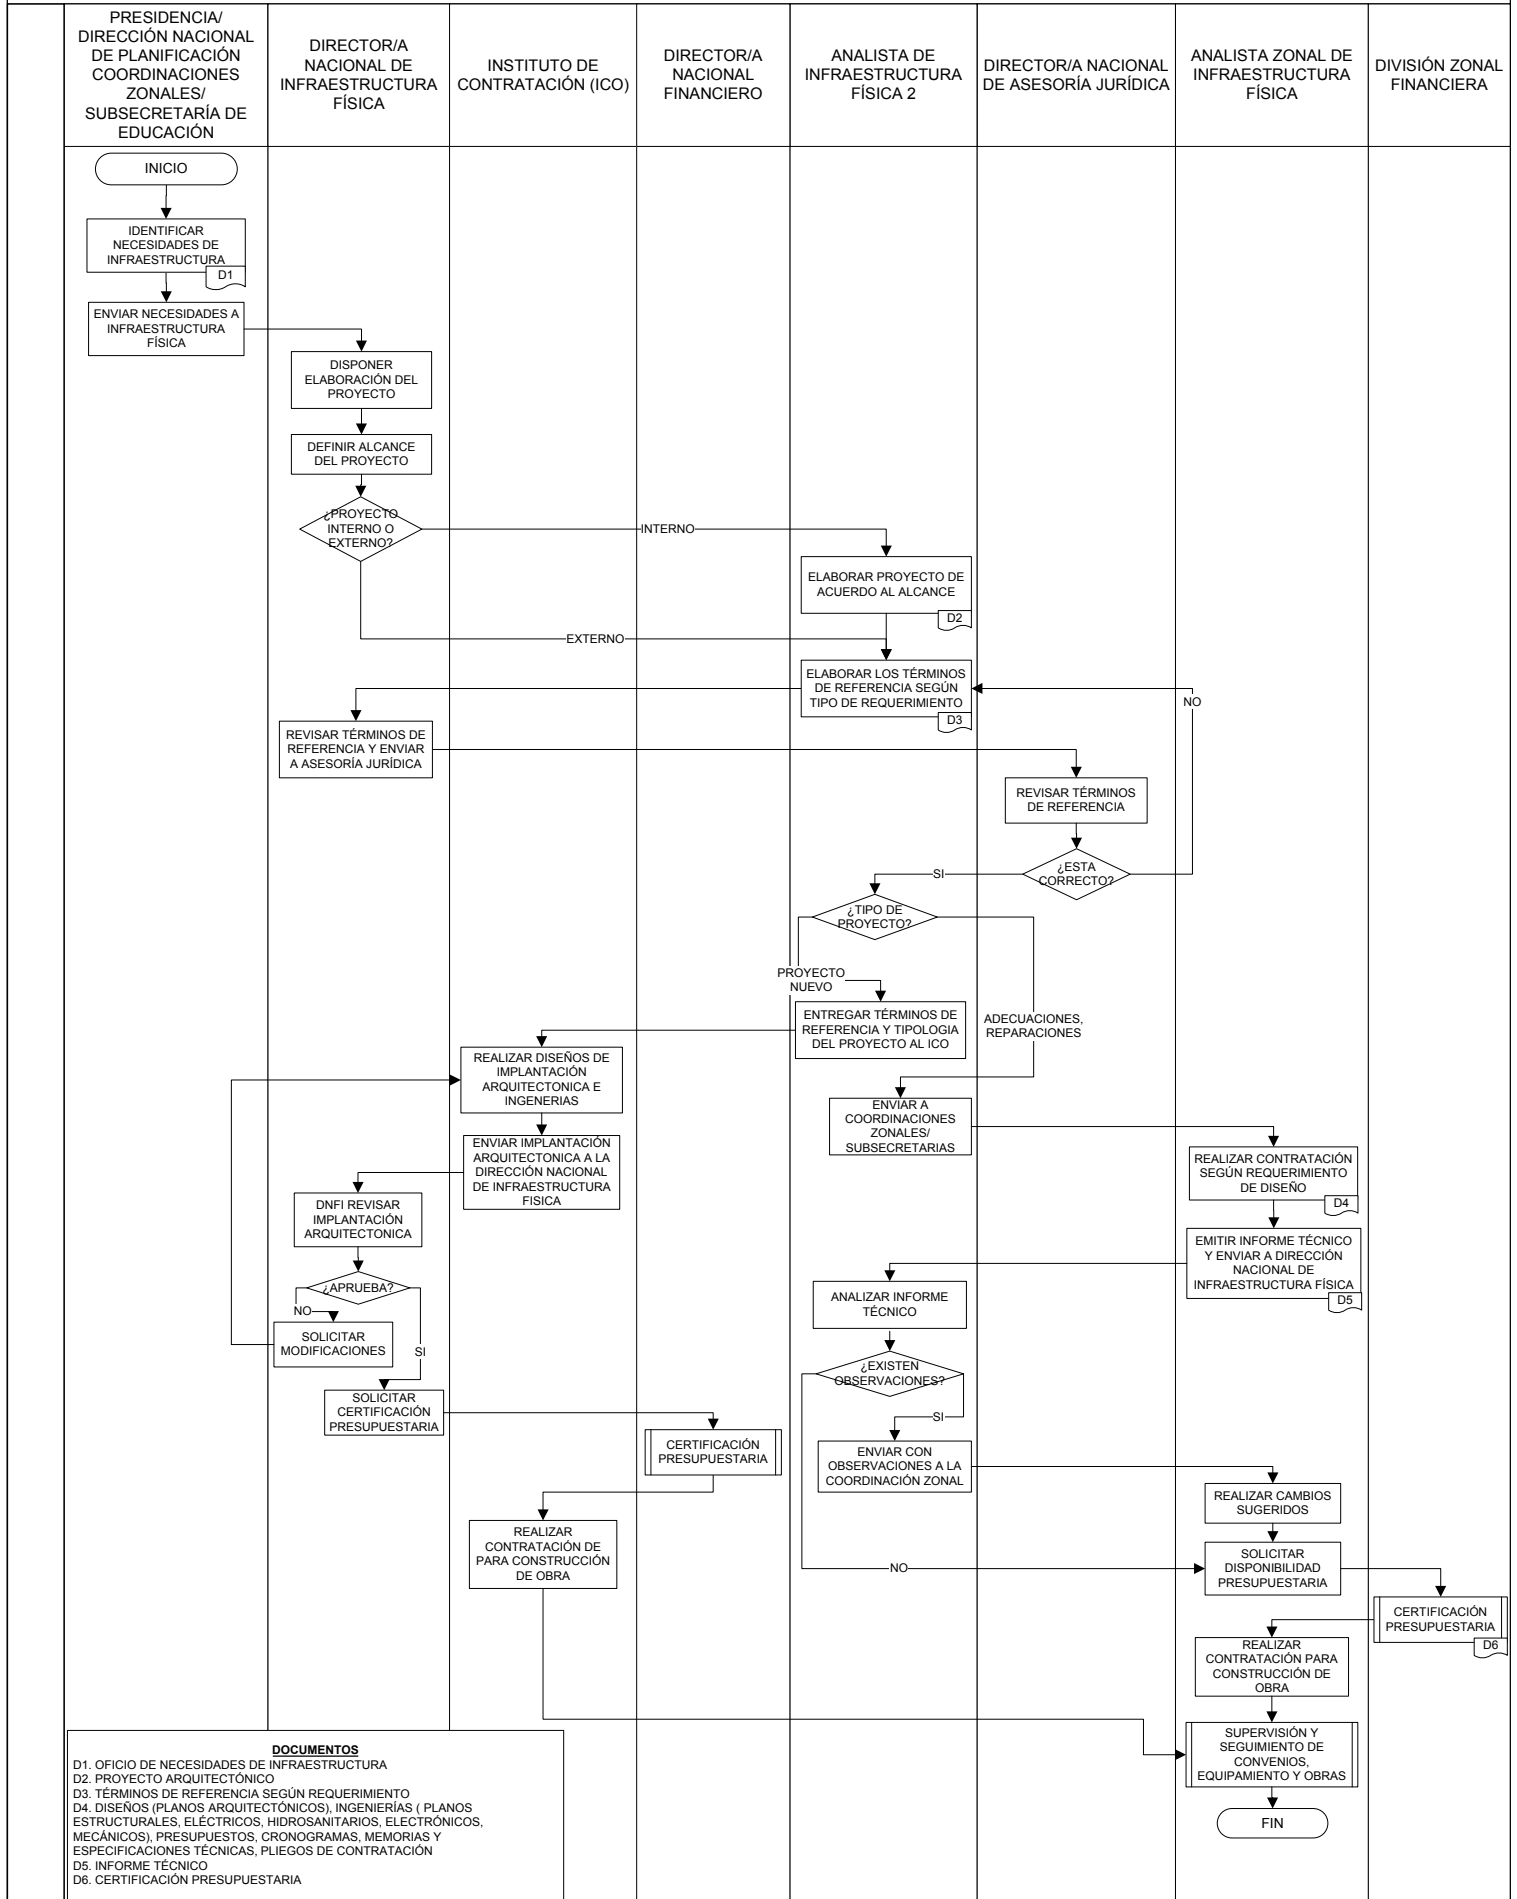 PRESIDENCIA/
DIRECCIÓN NACIONAL
DE PLANIFICACIÓN
COORDINACIONES
ZONALES/
SUBSECRETARÍA DE
EDUCACIÓN
DIRECTOR/A
NACIONAL DE
INFRAESTRUCTURA
FÍSICA
INSTITUTO DE
CONTRATACIÓN (ICO)
DIRECTOR/A
NACIONAL
FINANCIERO
ANALISTA DE
INFRAESTRUCTURA
FÍSICA 2
DIRECTOR/A NACIONAL
DE ASESORÍA JURÍDICA
ANALISTA ZONAL DE
INFRAESTRUCTURA
FÍSICA
DIVISIÓN ZONAL
FINANCIERA
INICIO
IDENTIFICAR
NECESIDADES DE
INFRAESTRUCTURA
D1
ENVIAR NECESIDADES A
INFRAESTRUCTURA
FÍSICA
DISPONER
ELABORACIÓN DEL
PROYECTO
DEFINIR ALCANCE
DEL PROYECTO
¿PROYECTO
INTERNO O
EXTERNO?
INTERNO
ELABORAR PROYECTO DE
ACUERDO AL ALCANCE
D2
EXTERNO
ELABORAR LOS TÉRMINOS
DE REFERENCIA SEGÚN
TIPO DE REQUERIMIENTO
D3
NO
REVISAR TÉRMINOS DE
REFERENCIA Y ENVIAR
A ASESORÍA JURÍDICA
REVISAR TÉRMINOS
DE REFERENCIA
¿ESTA
CORRECTO?
SI
¿TIPO DE
PROYECTO?
PROYECTO
NUEVO
ENTREGAR TÉRMINOS DE
REFERENCIA Y TIPOLOGIA
DEL PROYECTO AL ICO
ADECUACIONES,
REPARACIONES
REALIZAR DISEÑOS DE
IMPLANTACIÓN
ARQUITECTONICA E
INGENERIAS
ENVIAR A
COORDINACIONES
ZONALES/
SUBSECRETARIAS
ENVIAR IMPLANTACIÓN
ARQUITECTONICA A LA
DIRECCIÓN NACIONAL
DE INFRAESTRUCTURA
FISICA
REALIZAR CONTRATACIÓN
SEGÚN REQUERIMIENTO
DE DISEÑO
D4
DNFI REVISAR
IMPLANTACIÓN
ARQUITECTONICA
EMITIR INFORME TÉCNICO
Y ENVIAR A DIRECCIÓN
NACIONAL DE
INFRAESTRUCTURA FÍSICA
D5
¿APRUEBA?
NO
SOLICITAR
MODIFICACIONES
SI
ANALIZAR INFORME
TÉCNICO
¿EXISTEN
OBSERVACIONES?
SI
SOLICITAR
CERTIFICACIÓN
PRESUPUESTARIA
CERTIFICACIÓN
PRESUPUESTARIA
ENVIAR CON
OBSERVACIONES A LA
COORDINACIÓN ZONAL
REALIZAR CAMBIOS
SUGERIDOS
REALIZAR
CONTRATACIÓN DE
PARA CONSTRUCCIÓN
DE OBRA
NO
SOLICITAR
DISPONIBILIDAD
PRESUPUESTARIA
CERTIFICACIÓN
PRESUPUESTARIA
D6
REALIZAR
CONTRATACIÓN PARA
CONSTRUCCIÓN DE
OBRA
SUPERVISIÓN Y
SEGUIMIENTO DE
CONVENIOS,
EQUIPAMIENTO Y OBRAS
FIN
DOCUMENTOS
D1. OFICIO DE NECESIDADES DE INFRAESTRUCTURA
D2. PROYECTO ARQUITECTÓNICO
D3. TÉRMINOS DE REFERENCIA SEGÚN REQUERIMIENTO
D4. DISEÑOS (PLANOS ARQUITECTÓNICOS), INGENIERÍAS ( PLANOS
ESTRUCTURALES, ELÉCTRICOS, HIDROSANITARIOS, ELECTRÓNICOS,
MECÁNICOS), PRESUPUESTOS, CRONOGRAMAS, MEMORIAS Y
ESPECIFICACIONES TÉCNICAS, PLIEGOS DE CONTRATACIÓN
D5. INFORME TÉCNICO
D6. CERTIFICACIÓN PRESUPUESTARIA